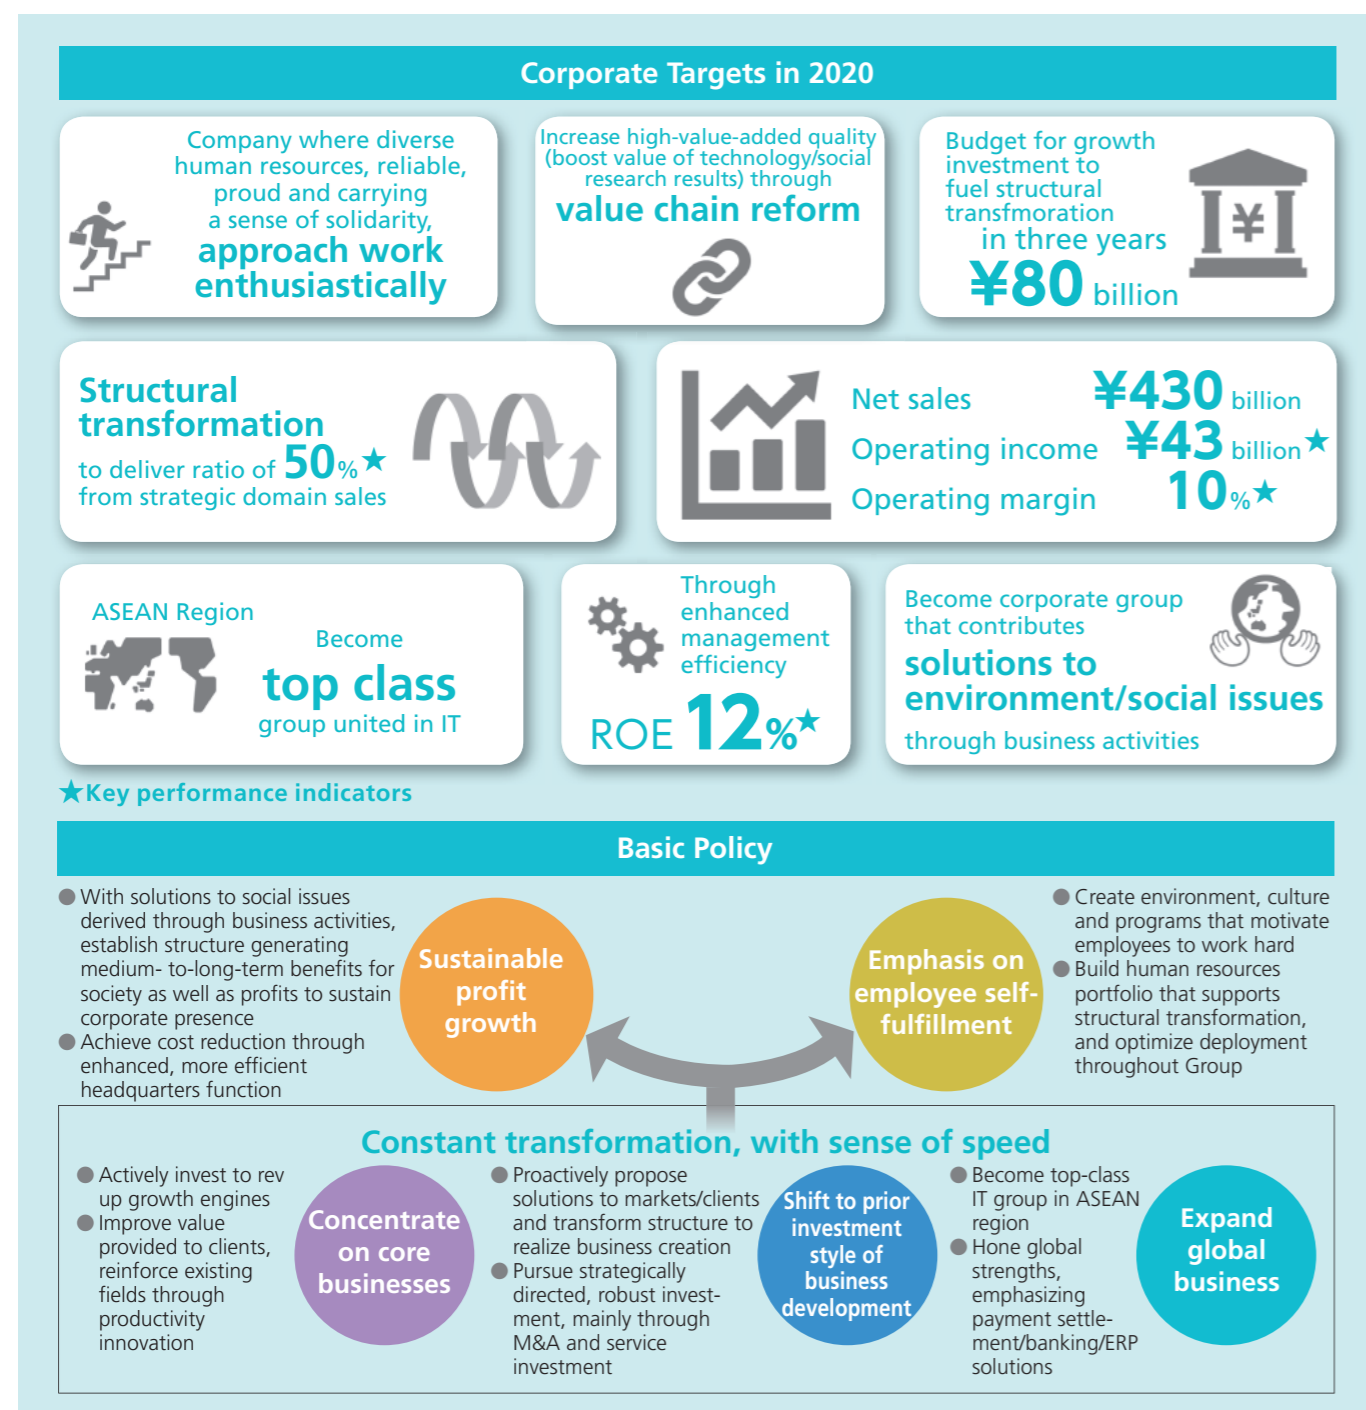 Corporate Targets in 2020
Company where diverse
human resources, reliable,
proud and carrying
a sense of solidarity,
approach work
enthusiastically
Increase high-value-added quality
(boost value of technology/social
research results) through
value chain reform
Budget for growth
investment to
fuel structural
transfmoration
in three years
¥80 billion
¥
Structural
transformation
to deliver ratio of 50%★
from strategic domain sales
Net sales ¥430 billion
Operating income ¥43 billion★
Operating margin 10%★
ASEAN Region
Become
top class
group united in IT
Through
enhanced
management
efficiency
ROE 12%★
Become corporate group
that contributes
solutions to
environment/social issues
through business activities
★Key performance indicators
Basic Policy
● With solutions to social issues
derived through business activities,
establish structure generating
medium- to-long-term benefits for
society as well as profits to sustain
corporate presence
● Achieve cost reduction through
enhanced, more efficient
headquarters function
Sustainable
profit
growth
Emphasis on
employee self-
fulfillment
● Create environment, culture
and programs that motivate
employees to work hard
● Build human resources
portfolio that supports
structural transformation,
and optimize deployment
throughout Group
Constant transformation, with sense of speed
● Actively invest to rev
up growth engines
● Improve value
provided to clients,
reinforce existing
fields through
productivity
innovation
Concentrate
on core
businesses
● Proactively propose
solutions to markets/clients
and transform structure to
realize business creation
● Pursue strategically
directed, robust invest-
ment, mainly through
M&A and service
investment
Shift to prior
investment
style of
business
development
● Become top-class
IT group in ASEAN
region
● Hone global
strengths,
emphasizing
payment settle-
ment/banking/ERP
solutions
Expand
global
business